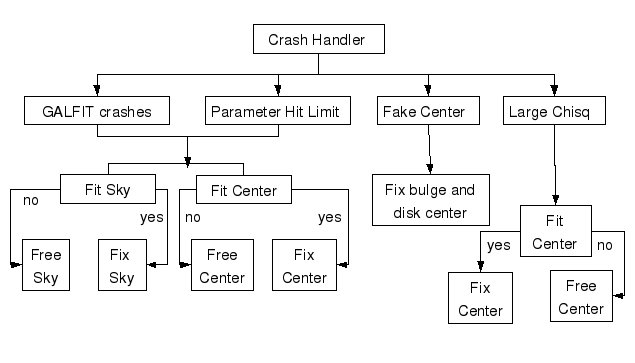 Crash Handler
GALFIT crashes
Parameter Hit Limit
Fake Center
Large Chisq
Fit Sky
Fit Center
Fix bulge and
disk center
no
yes
no
yes
Free
Sky
Fix
Sky
Free
Center
Fix
Center
Fit
Center
yes
no
Fix
Center
Free
Center